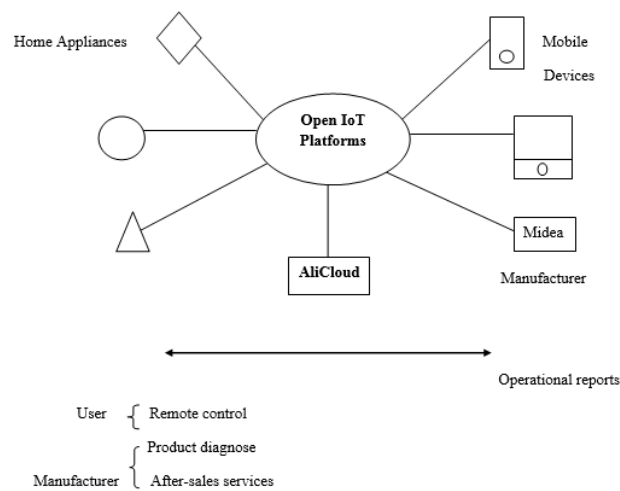 Home Appliances
Mobile
Devices
Open IoT
Platforms
Midea
AliCloud
Manufacturer
Operational reports
User { Remote control
Product diagnose
Manufacturer { After-sales services